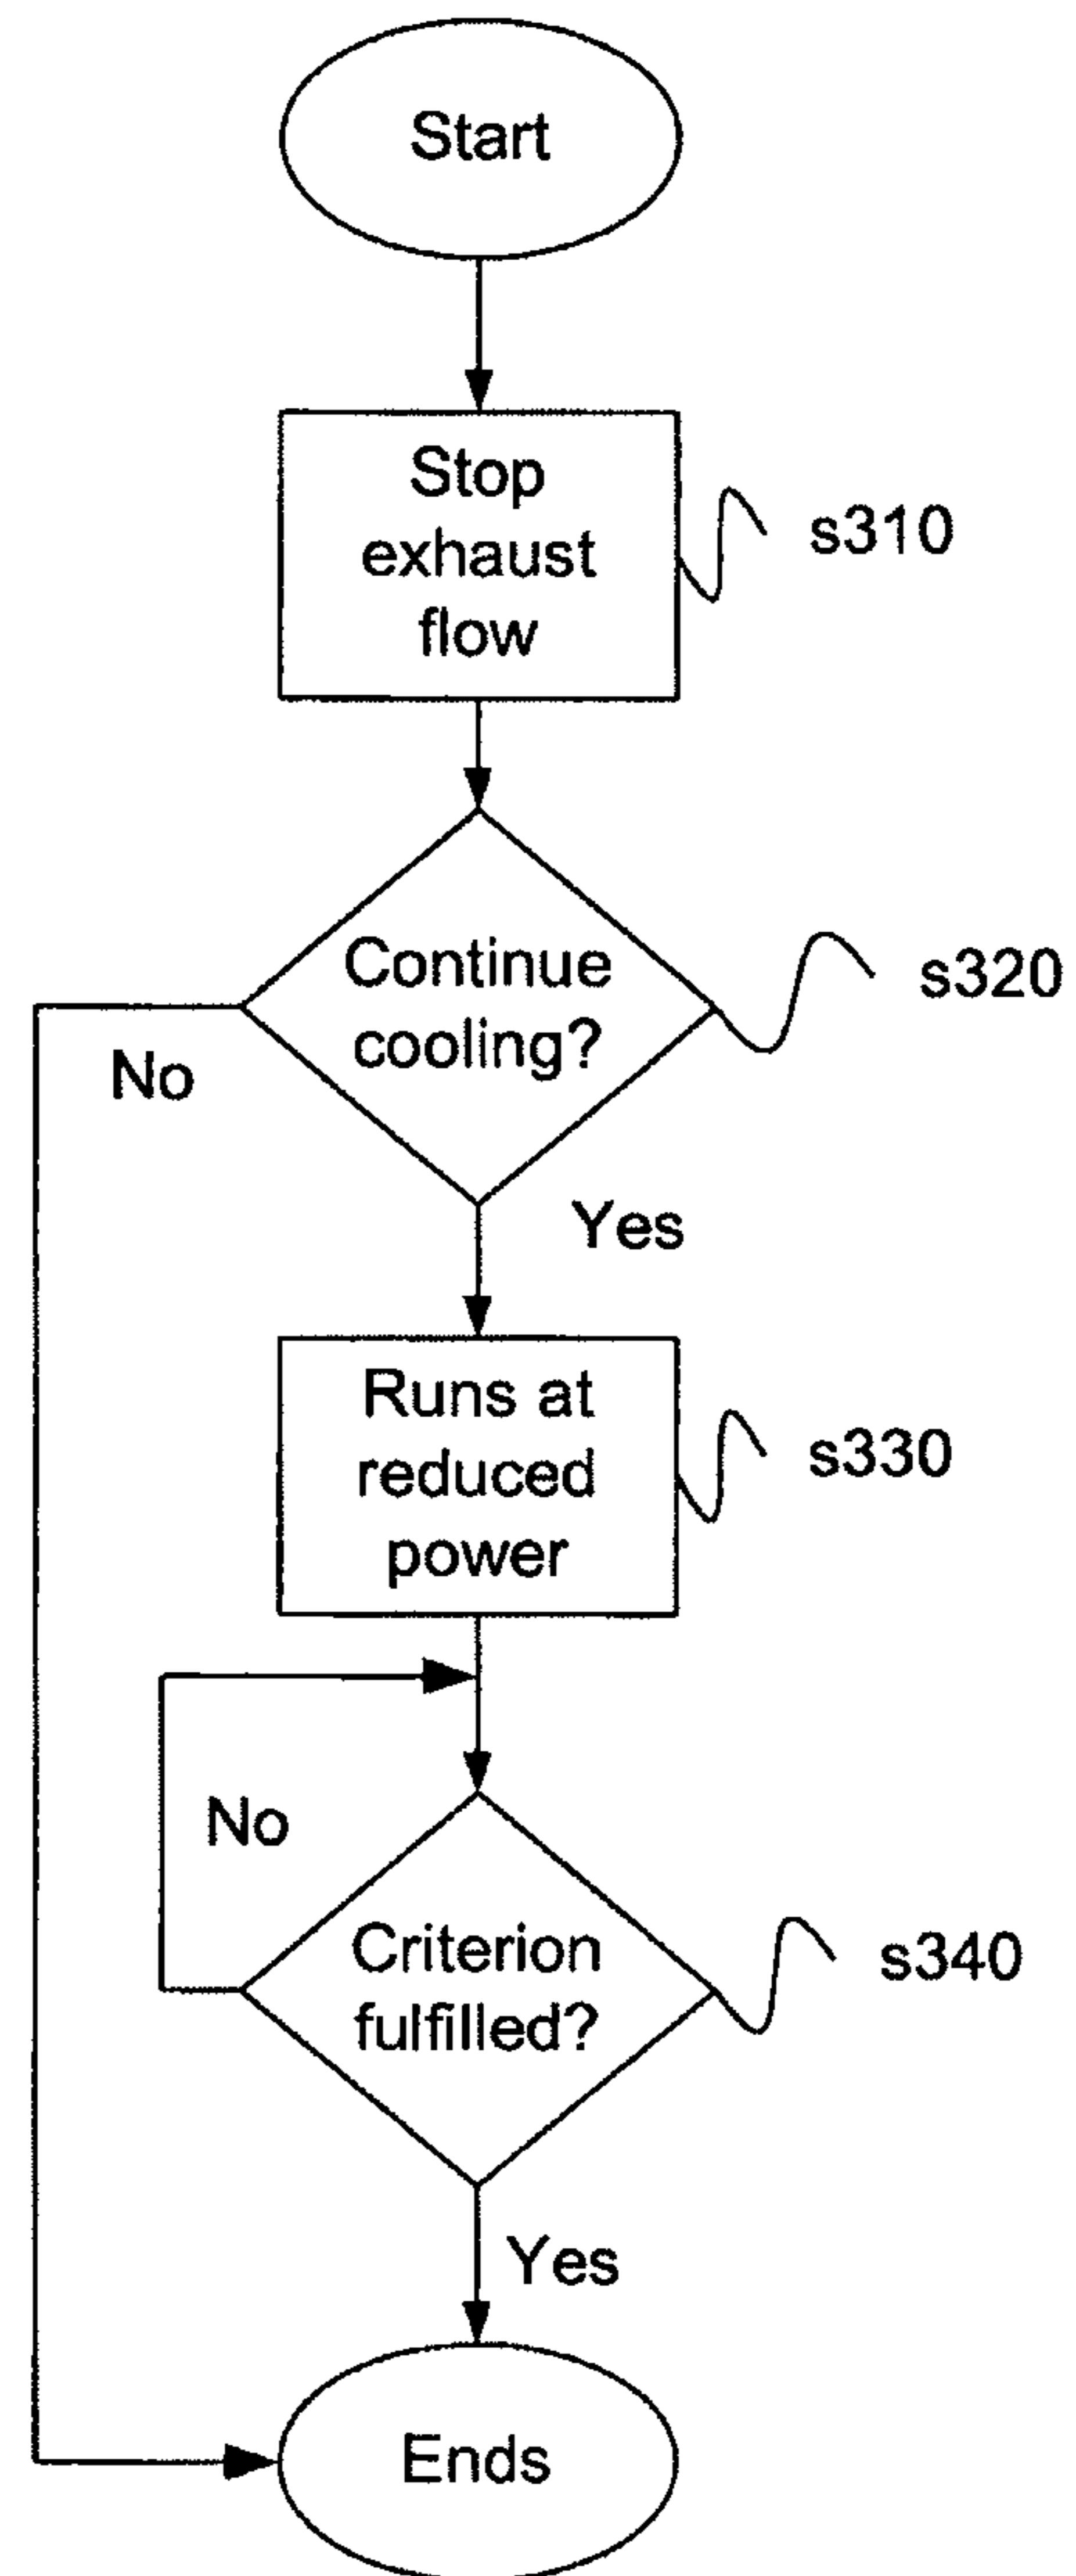 Start
Stop
exhaust
flow
s310
Continue
cooling?
s320
No
Yes
Runs at
reduced
power
s330
No
Criterion
fulfilled?
s340
Yes
Ends